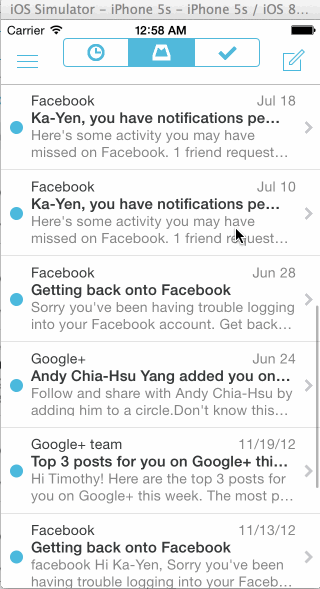 iOS Simulator – iPhone 5s – iPhone 5s / iOS 8...
Carrier 12:58 AM
Facebook Jul 18
Ka-Yen, you have notifications pe...
Here's some activity you may have
missed on Facebook. 1 friend request...
Facebook Jul 10
Ka-Yen, you have notifications pe...
Here's some activity you may have
missed on Facebook. 1 friend request...
Facebook Jun 28
Getting back onto Facebook
Sorry you've been having trouble logging
into your Facebook account. Get back...
Google+ Jun 24
Andy Chia-Hsu Yang added you on...
Follow and share with Andy Chia-Hsu by
adding him to a circle.Don't know this...
Google+ team 11/19/12
Top 3 posts for you on Google+ thi...
Hi Timothy! Here are the top 3 posts for
you on Google+ this week. The most p...
Facebook 11/13/12
Getting back onto Facebook
facebook Hi Ka-Yen, Sorry you've been
having trouble logging into your Faceb...